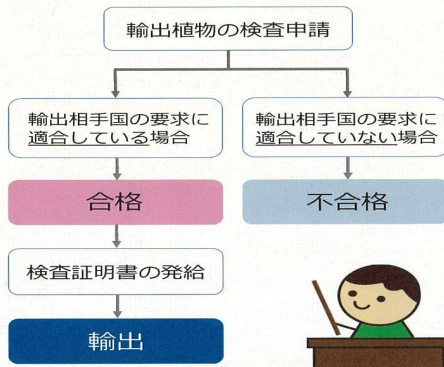 輸出植物の検査申請
輸出相手国の要求に
適合している場合
輸出相手国の要求に
適合していない場合
合格
不合格
検査証明書の発給
輸出